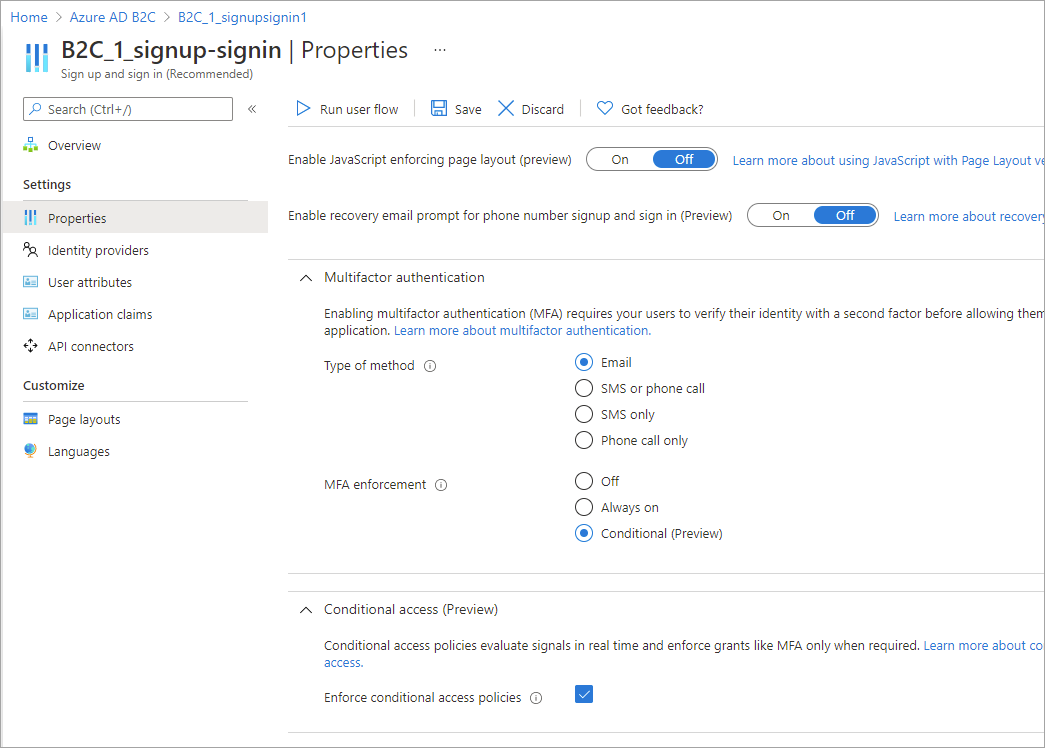 Home > Azure AD B2C > B2C_1_signupsignin1
B2C_1_signup-signin | Properties ...
Sign up and sign in (Recommended)
Search (Ctrl+/)
«
Overview
Settings
Properties
Identity providers
User attributes
Application claims
API connectors
Customize
Page layouts
Languages
Run user flow
Save
Discard
Got feedback?
Enable JavaScript enforcing page layout (preview) On Off Learn more about using JavaScript with Page Layout
Enable recovery email prompt for phone number signup and sign in (Preview) On Off Learn more about recovery
Multifactor authentication
Enabling multifactor authentication (MFA) requires your users to verify their identity with a second factor before allowing them
application. Learn more about multifactor authentication.
Type of method
Email
SMS or phone call
SMS only
Phone call only
MFA enforcement
Off
Always on
Conditional (Preview)
Conditional access (Preview)
Conditional access policies evaluate signals in real time and enforce grants like MFA only when required. Learn more about
access.
Enforce conditional access policies